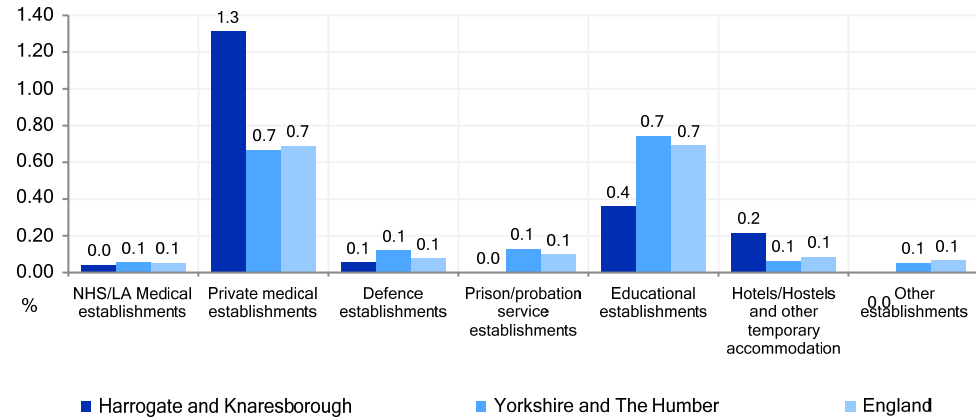 1.40
1.20
1.00
0.80
0.60
0.40
0.20
0.00
%
0.0 0.1 0.1
1.3 0.7 0.7
0.1 0.1 0.1
0.0 0.1 0.1
0.4 0.7 0.7
0.2 0.1 0.1
0.0 0.1 0.1
NHS/LA Medical
establishments
Private medical
establishments
Defence
establishments
Prison/probation
service
establishments
Educational
establishments
Hotels/Hostels
and other
temporary
accommodation
Other
establishments
Harrogate and Knaresborough
Yorkshire and The Humber
England